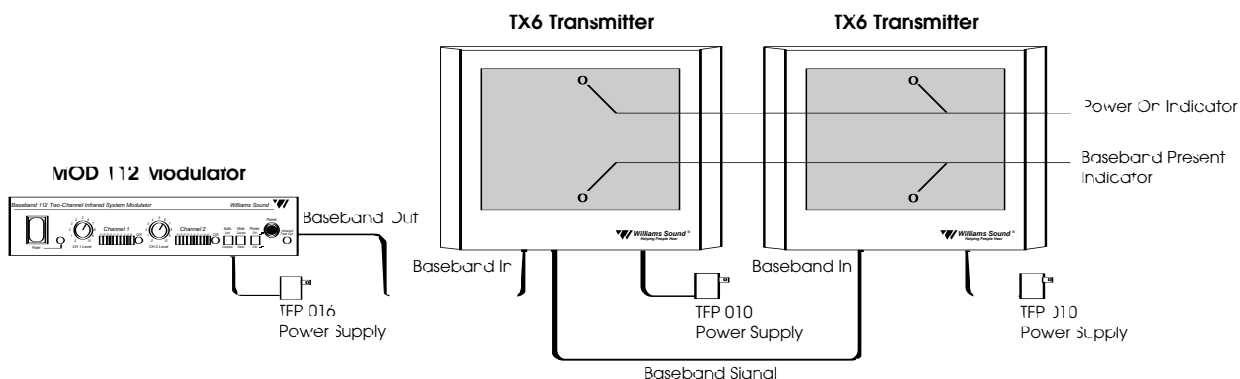 TX6 Transmitter
TX6 Transmitter
Power On Indicator
Baseband Present
Indicator
MOD 112 Modulator
Baseband 112 Two-Channel Infrared System Modulator
Williams Sound
Channel 1
Channel 2
Power
CH 1 Level
CH 2 Level
Phones
Baseband Out
Williams Sound®
Helping People Hear
Williams Sound®
Helping People Hear
Baseband In
Baseband In
TFP 016
Power Supply
TFP 010
Power Supply
TFP 010
Power Supply
Baseband Signal